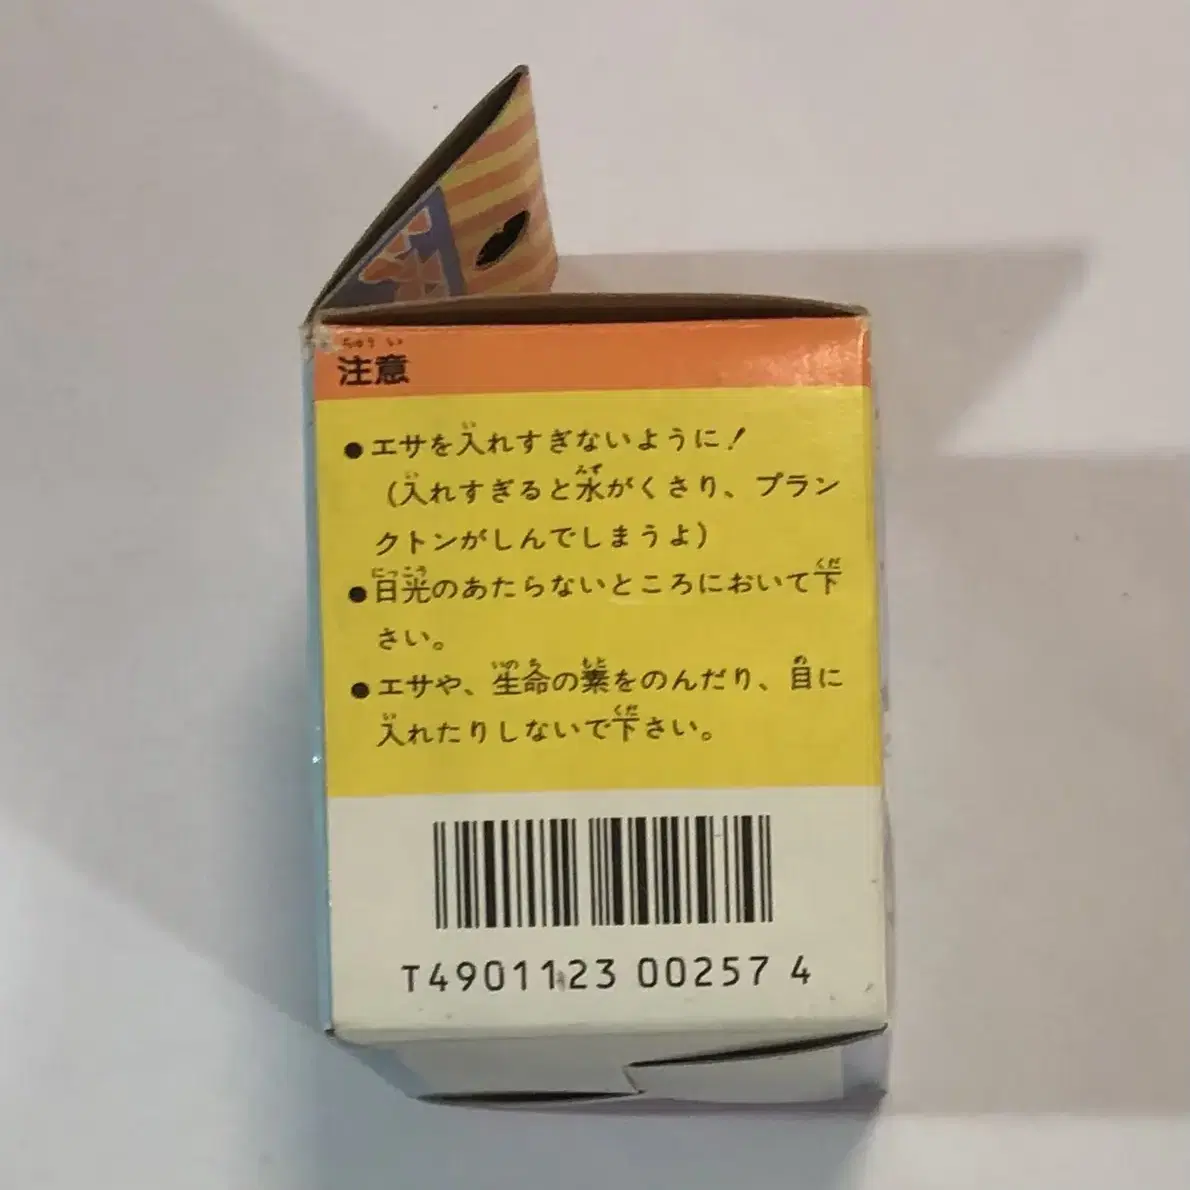 ちゅうい
注意
●エサを入れすぎないように!
(入れすぎると水がくさり、プラン
クトンがしんでしまうよ)
●日光のあたらないところにおいて下
さい。
●エサや、生命の素をのんだり、目に
入れたりしないで下さい。
T4901123 00257 4